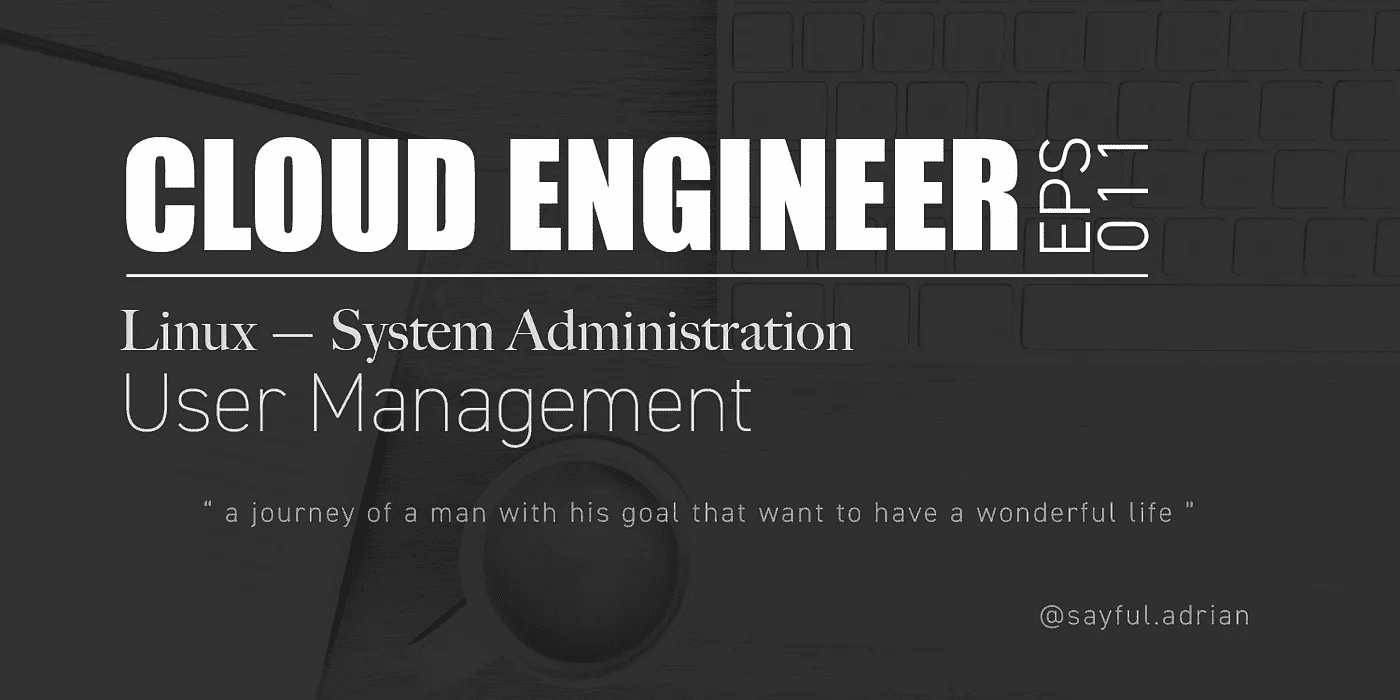 CLOUD ENGINEER
EPS
011
Linux — System Administration
User Management
“ a journey of a man with his goal that want to have a wonderful life ”
@sayful.adrian